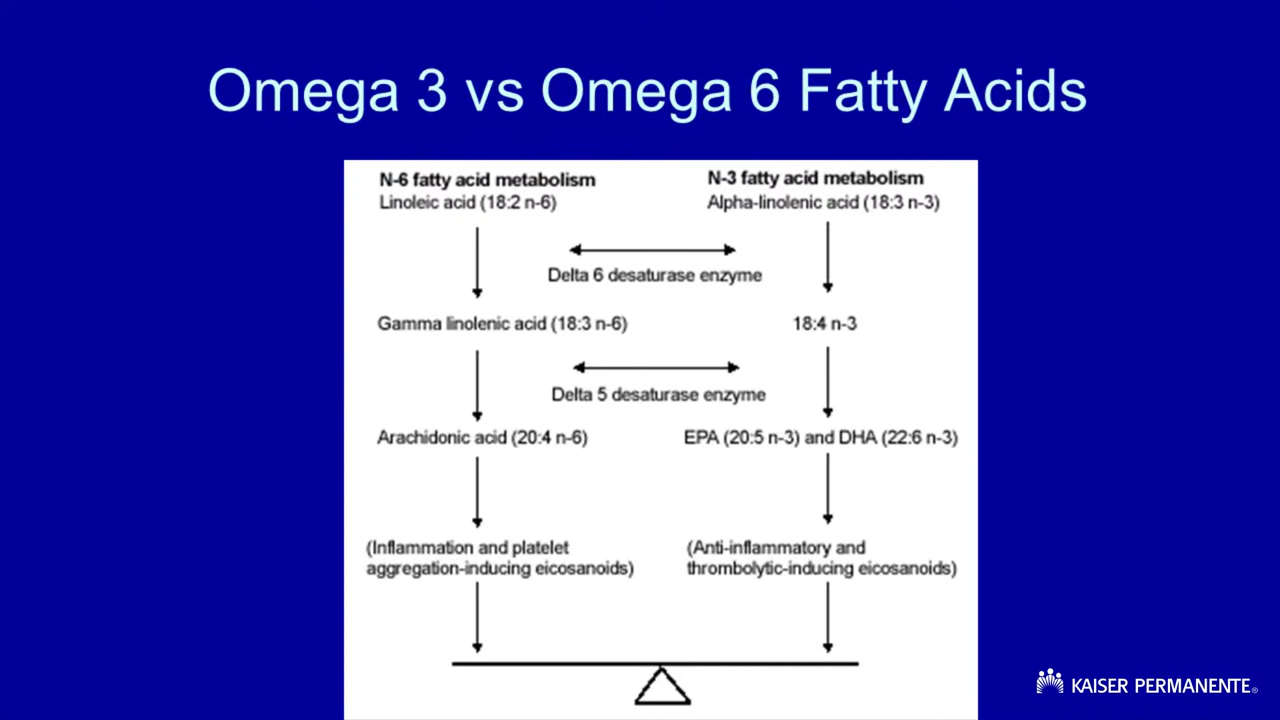 Omega 3 vs Omega 6 Fatty Acids
N-6 fatty acid metabolism
Linoleic acid (18:2 n-6)
N-3 fatty acid metabolism
Alpha-linolenic acid (18:3 n-3)
Delta 6 desaturase enzyme
Gamma linolenic acid (18:3 n-6)
18:4 n-3
Delta 5 desaturase enzyme
Arachidonic acid (20:4 n-6)
EPA (20:5 n-3) and DHA (22:6 n-3)
(Inflammation and platelet
aggregation-inducing eicosanoids)
(Anti-inflammatory and
thrombolytic-inducing eicosanoids)
KAISER PERMANENTE®